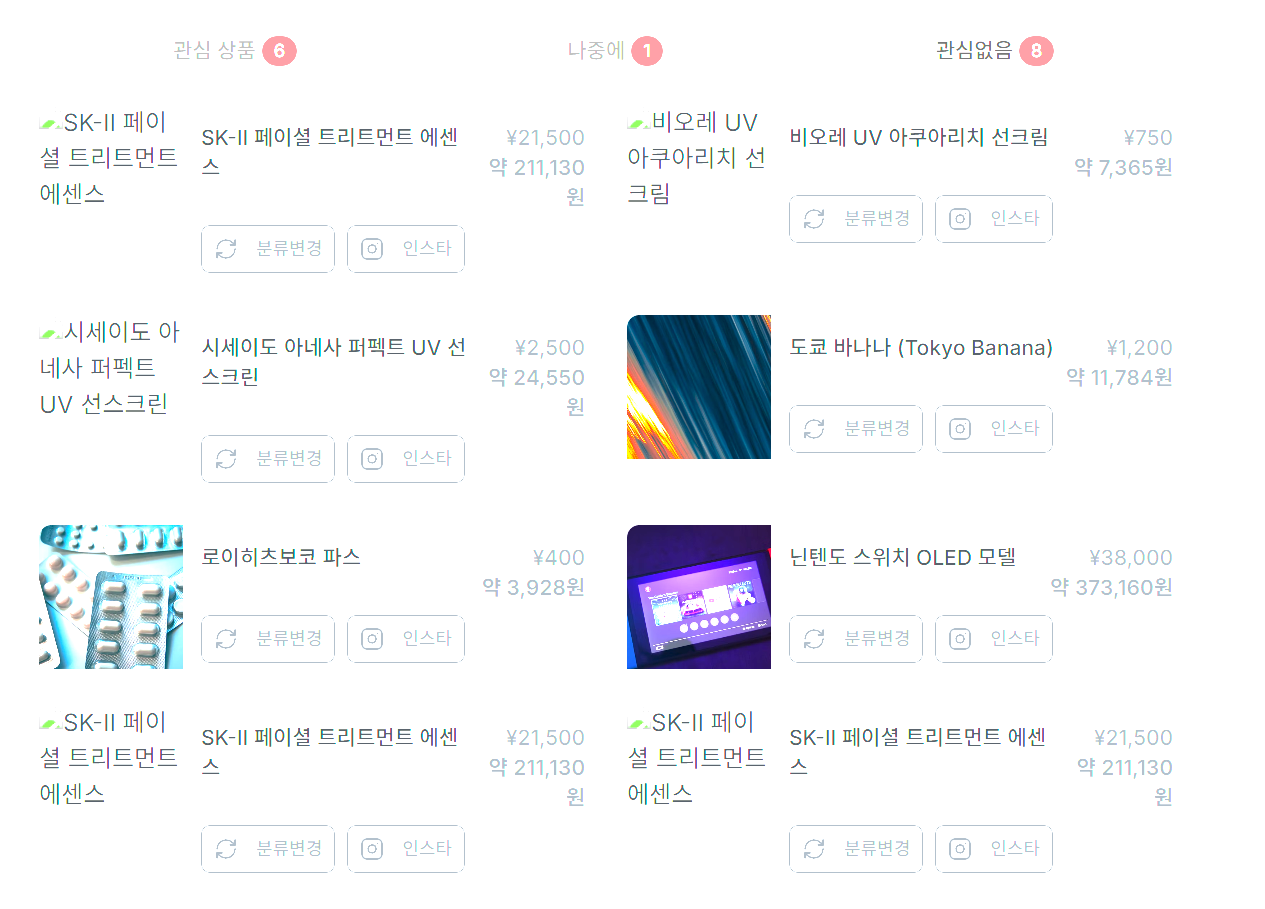 관심 상품 6
나중에 1
관심없음 8
SK-II 페이
셜 트리트먼트
에센스
SK-II 페이셜 트리트먼트 에센
스
¥21,500
약 211,130
원
분류변경
인스타
비오레 UV
아쿠아리치 선
크림
비오레 UV 아쿠아리치 선크림
¥750
약 7,365원
분류변경
인스타
시세이도 아
네사 퍼펙트
UV 선스크린
시세이도 아네사 퍼펙트 UV 선
스크린
¥2,500
약 24,550
원
분류변경
인스타
도쿄 바나나 (Tokyo Banana)
¥1,200
약 11,784원
분류변경
인스타
로이히츠보코 파스
¥400
약 3,928원
분류변경
인스타
닌텐도 스위치 OLED 모델
¥38,000
약 373,160원
분류변경
인스타
SK-II 페이
셜 트리트먼트
에센스
SK-II 페이셜 트리트먼트 에센
스
¥21,500
약 211,130
원
분류변경
인스타
SK-II 페이
셜 트리트먼트
에센스
SK-II 페이셜 트리트먼트 에센
스
¥21,500
약 211,130
원
분류변경
인스타